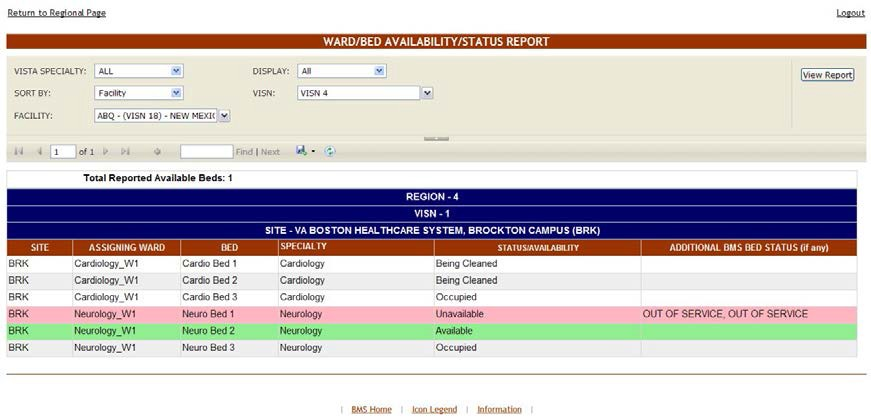 Return to Regional Page Logout
WARD/BED AVAILABILITY/STATUS REPORT
VISTA SPECIALTY: ALL DISPLAY: All View Report
SORT BY: Facility VISN: VISN 4
FACILITY: ABQ - (VISN 18) - NEW MEXI
1 of 1 Find | Next
Total Reported Available Beds: 1
REGION - 4
VISN - 1
SITE - VA BOSTON HEALTHCARE SYSTEM, BROCKTON CAMPUS (BRK)
SITE ASSIGNING WARD BED SPECIALTY STATUS/AVAILABILITY ADDITIONAL BMS BED STATUS (if any)
BRK Cardiology_W1 Cardio Bed 1 Cardiology Being Cleaned
BRK Cardiology_W1 Cardio Bed 2 Cardiology Being Cleaned
BRK Cardiology_W1 Cardio Bed 3 Cardiology Occupied
BRK Neurology_W1 Neuro Bed 1 Neurology Unavailable OUT OF SERVICE, OUT OF SERVICE
BRK Neurology_W1 Neuro Bed 2 Neurology Available
BRK Neurology_W1 Neuro Bed 3 Neurology Occupied
| BMS Home | Icon Legend | Information |